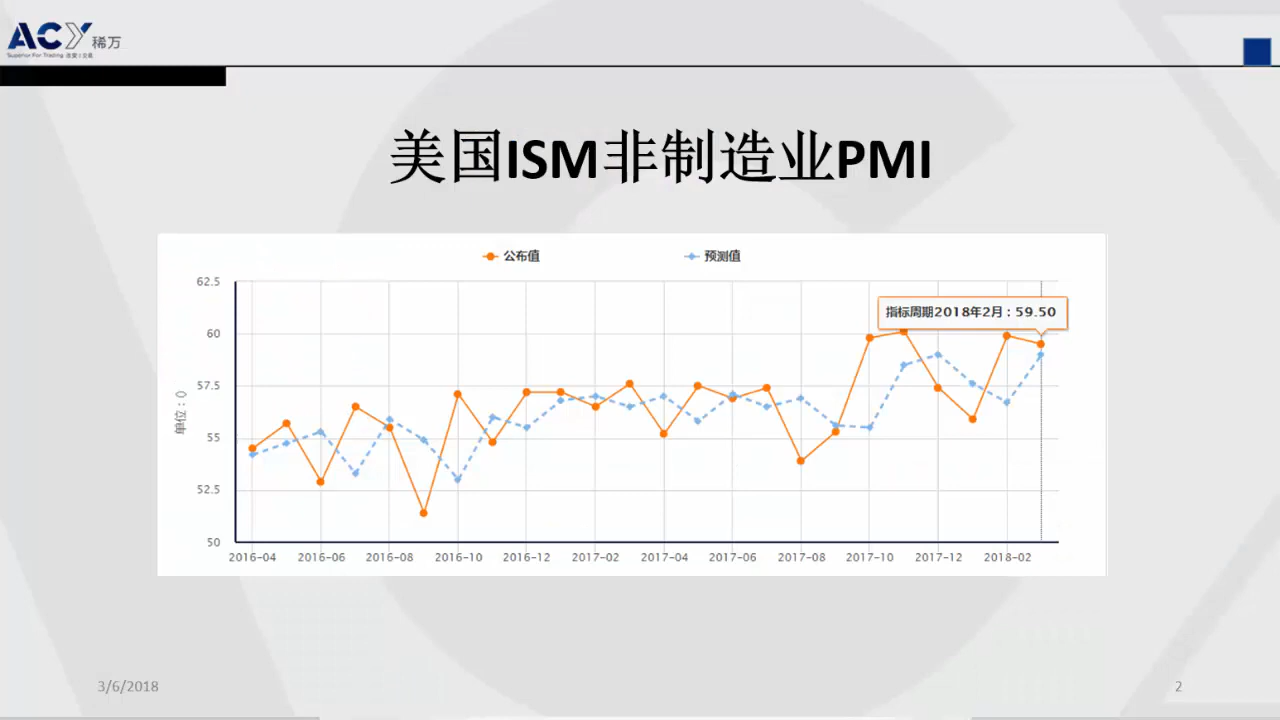 ACY 稀万
Superior For Trading
美国ISM非制造业PMI
公布值 预测值
指标周期2018年2月：59.50
62.5
60
57.5
55
52.5
50
单位：()
2016-04 2016-06 2016-08 2016-10 2016-12 2017-02 2017-04 2017-06 2017-08 2017-10 2017-12 2018-02
3/6/2018
2